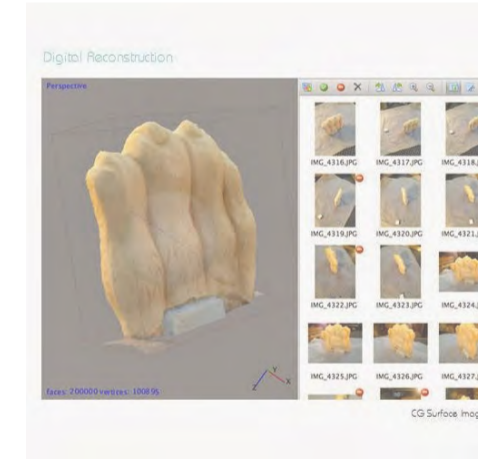 Digital Reconstruction
Perspective
IMG_4316.JPG IMG_4317.JPG IMG_4318.J
IMG_4319.JPG IMG_4320.JPG IMG_4321.J
IMG_4322.JPG IMG_4323.JPG IMG_4324.J
IMG_4325.JPG IMG_4326.JPG IMG_4327.J
Y
X
Z
faces: 200000 vertices: 100895
CG Surface Imag